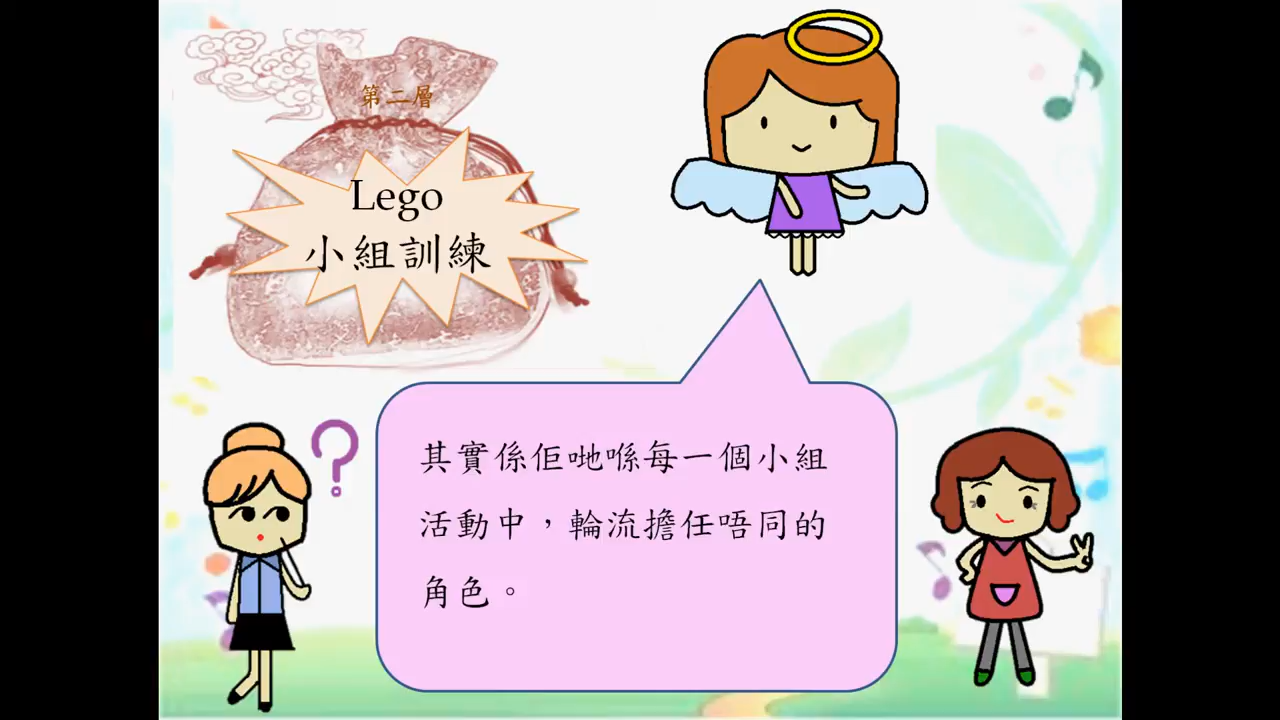 第二層
Lego
小組訓練
?
其實係佢哋喺每一個小組
活動中，輪流擔任唔同的
角色。